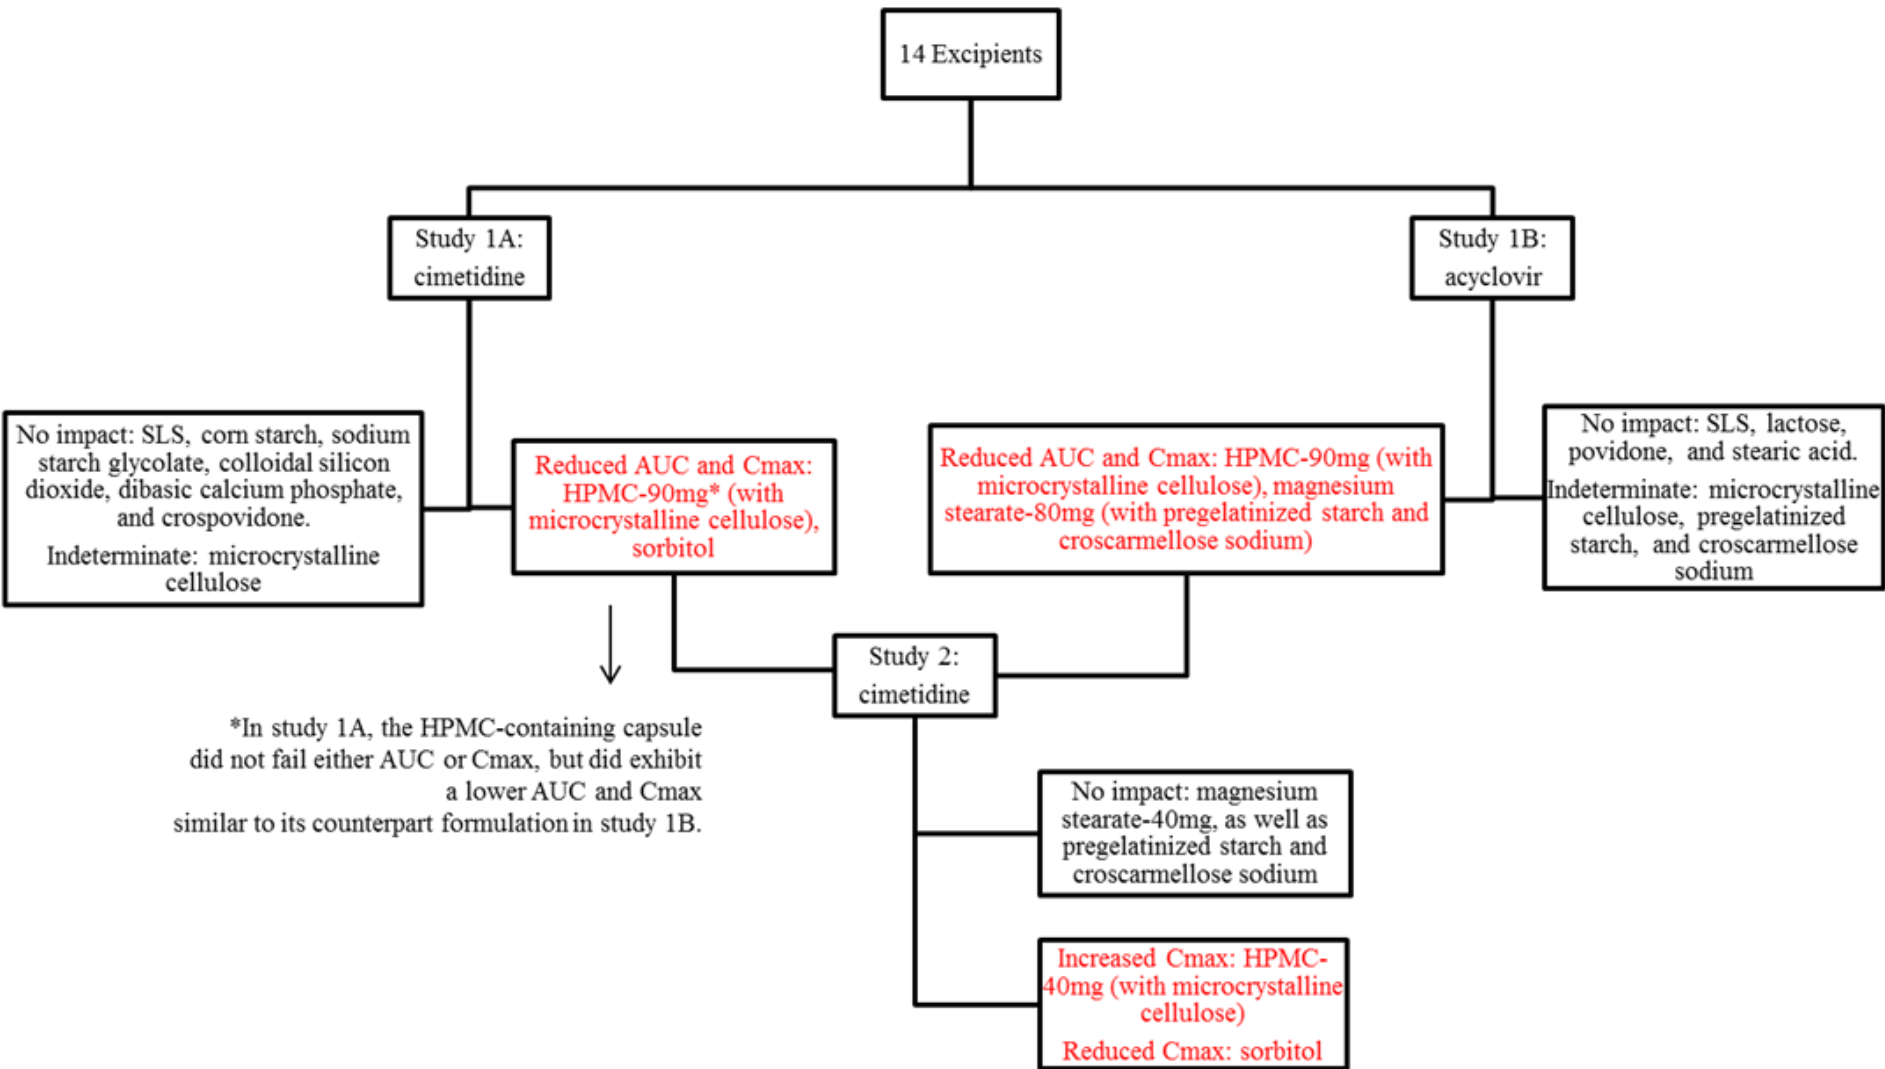 14 Excipients
Study 1A:
cimetidine
Study 1B:
acyclovir
No impact: SLS, corn starch, sodium
starch glycolate, colloidal silicon
dioxide, dibasic calcium phosphate,
and crospovidone.
Indeterminate: microcrystalline
cellulose
Reduced AUC and Cmax:
HPMC-90mg* (with
microcrystalline cellulose),
sorbitol
Reduced AUC and Cmax: HPMC-90mg (with
microcrystalline cellulose), magnesium
stearate-80mg (with pregelatinized starch and
croscarmellose sodium)
No impact: SLS, lactose,
povidone, and stearic acid.
Indeterminate: microcrystalline
cellulose, pregelatinized
starch, and croscarmellose
sodium
Study 2:
cimetidine
*In study 1A, the HPMC-containing capsule
did not fail either AUC or Cmax, but did exhibit
a lower AUC and Cmax
similar to its counterpart formulation in study 1B.
No impact: magnesium
stearate-40mg, as well as
pregelatinized starch and
croscarmellose sodium
Increased Cmax: HPMC-
40mg (with microcrystalline
cellulose)
Reduced Cmax: sorbitol